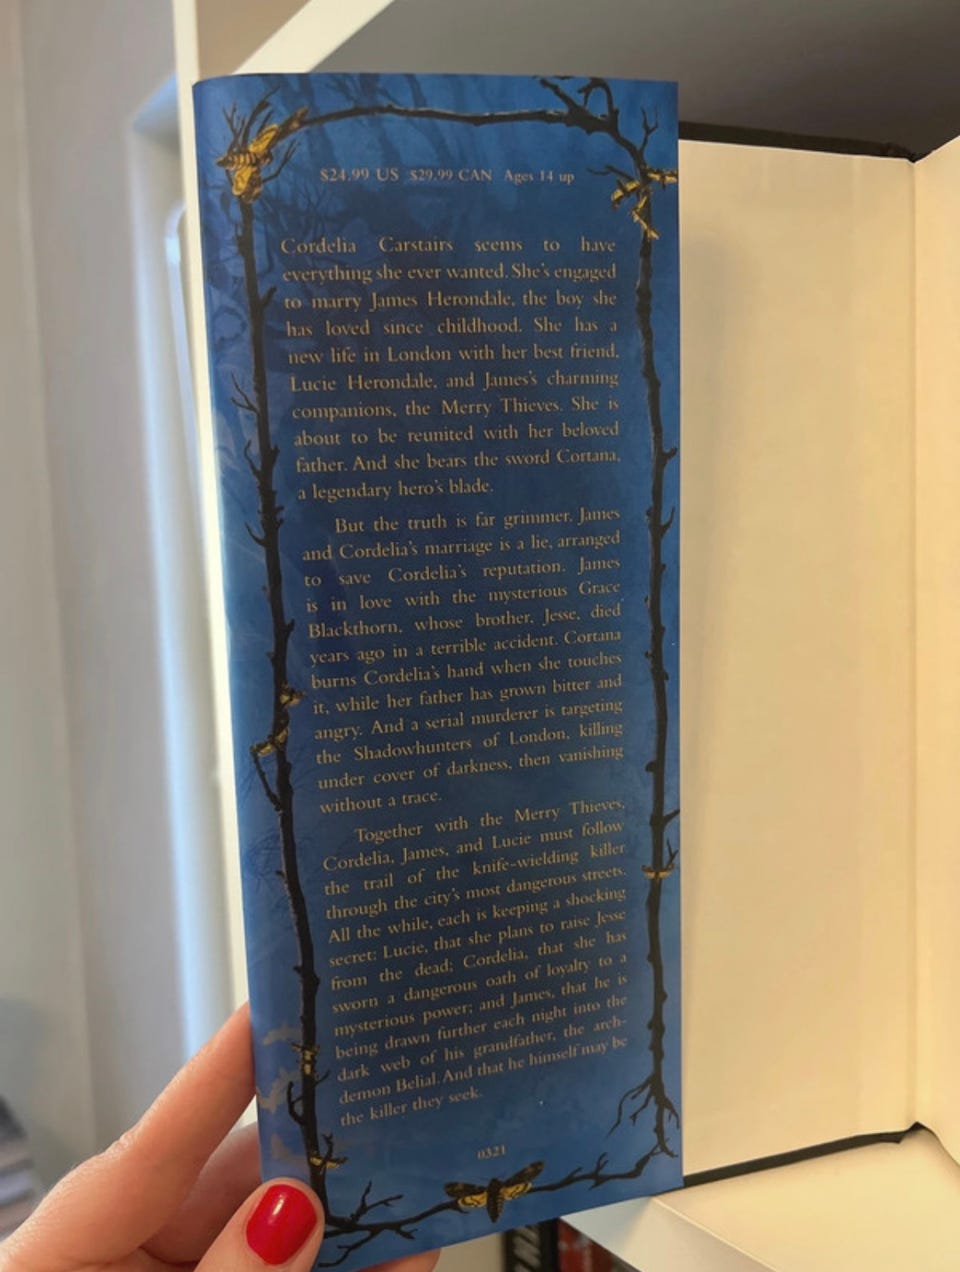 $24.99 US $29.99 CAN Ages 14 up
Cordelia Carstairs seems to have
everything she ever wanted. She's engaged
to marry James Herondale, the boy she
has loved since childhood. She has a
new life in London with her best friend,
Lucie Herondale, and James's charming
companions, the Merry Thieves. She is
about to be reunited with her beloved
father. And she bears the sword Cortana,
a legendary hero's blade.
But the truth is far grimmer. James
and Cordelia's marriage is a lie, arranged
to save Cordelia's reputation. James
is in love with the mysterious Grace
Blackthorn, whose brother, Jesse, died
years ago in a terrible accident. Cortana
burns Cordelia's hand when she touches
it, while her father has grown bitter and
angry. And a serial murderer is targeting
the Shadowhunters of London, killing
under cover of darkness, then vanishing
without a trace.
Together with the Merry Thieves,
Cordelia, James, and Lucie must follow
the trail of the knife-wielding killer
through the city's most dangerous streets.
All the while, each is keeping a shocking
secret: Lucie, that she plans to raise Jesse
from the dead; Cordelia, that she has
sworn a dangerous oath of loyalty to a
mysterious power; and James, that he is
being drawn further each night into the
dark web of his grandfather, the arch-
demon Belial. And that he himself may be
the killer they seek.
0321